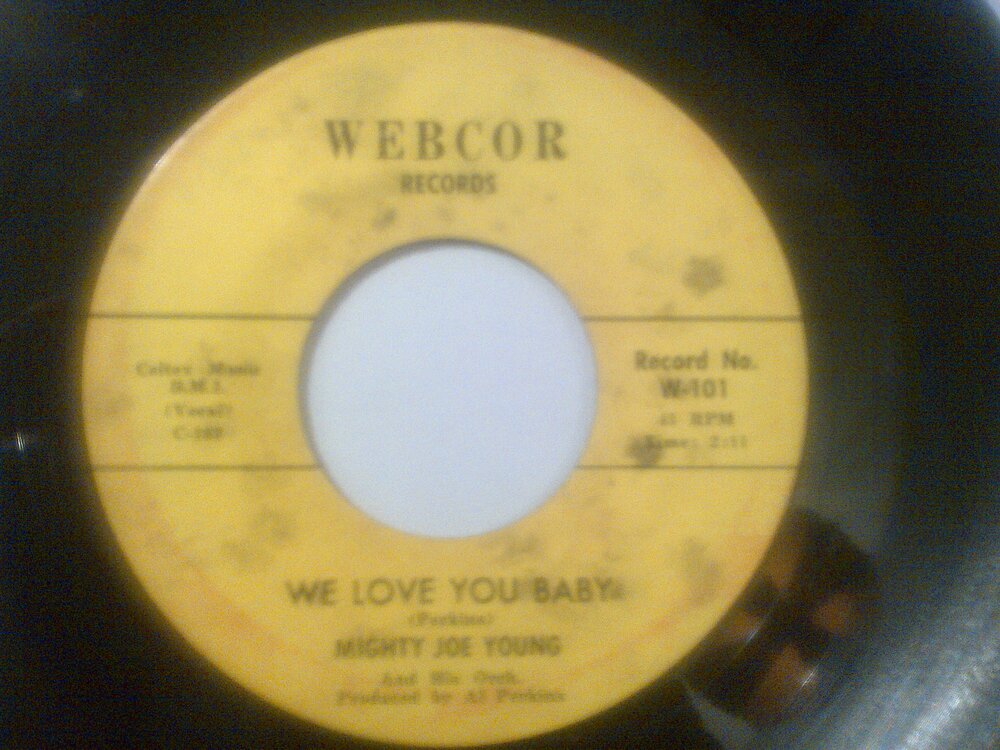 WEBCOR
RECORDS
Music
B.M.I.
(Vocal)
Record No.
W-101
45 RPM
Time: 2:11
WE LOVE YOU BABY
(Perkins)
MIGHTY JOE YOUNG
And His Orch.
Produced by Al Perkins